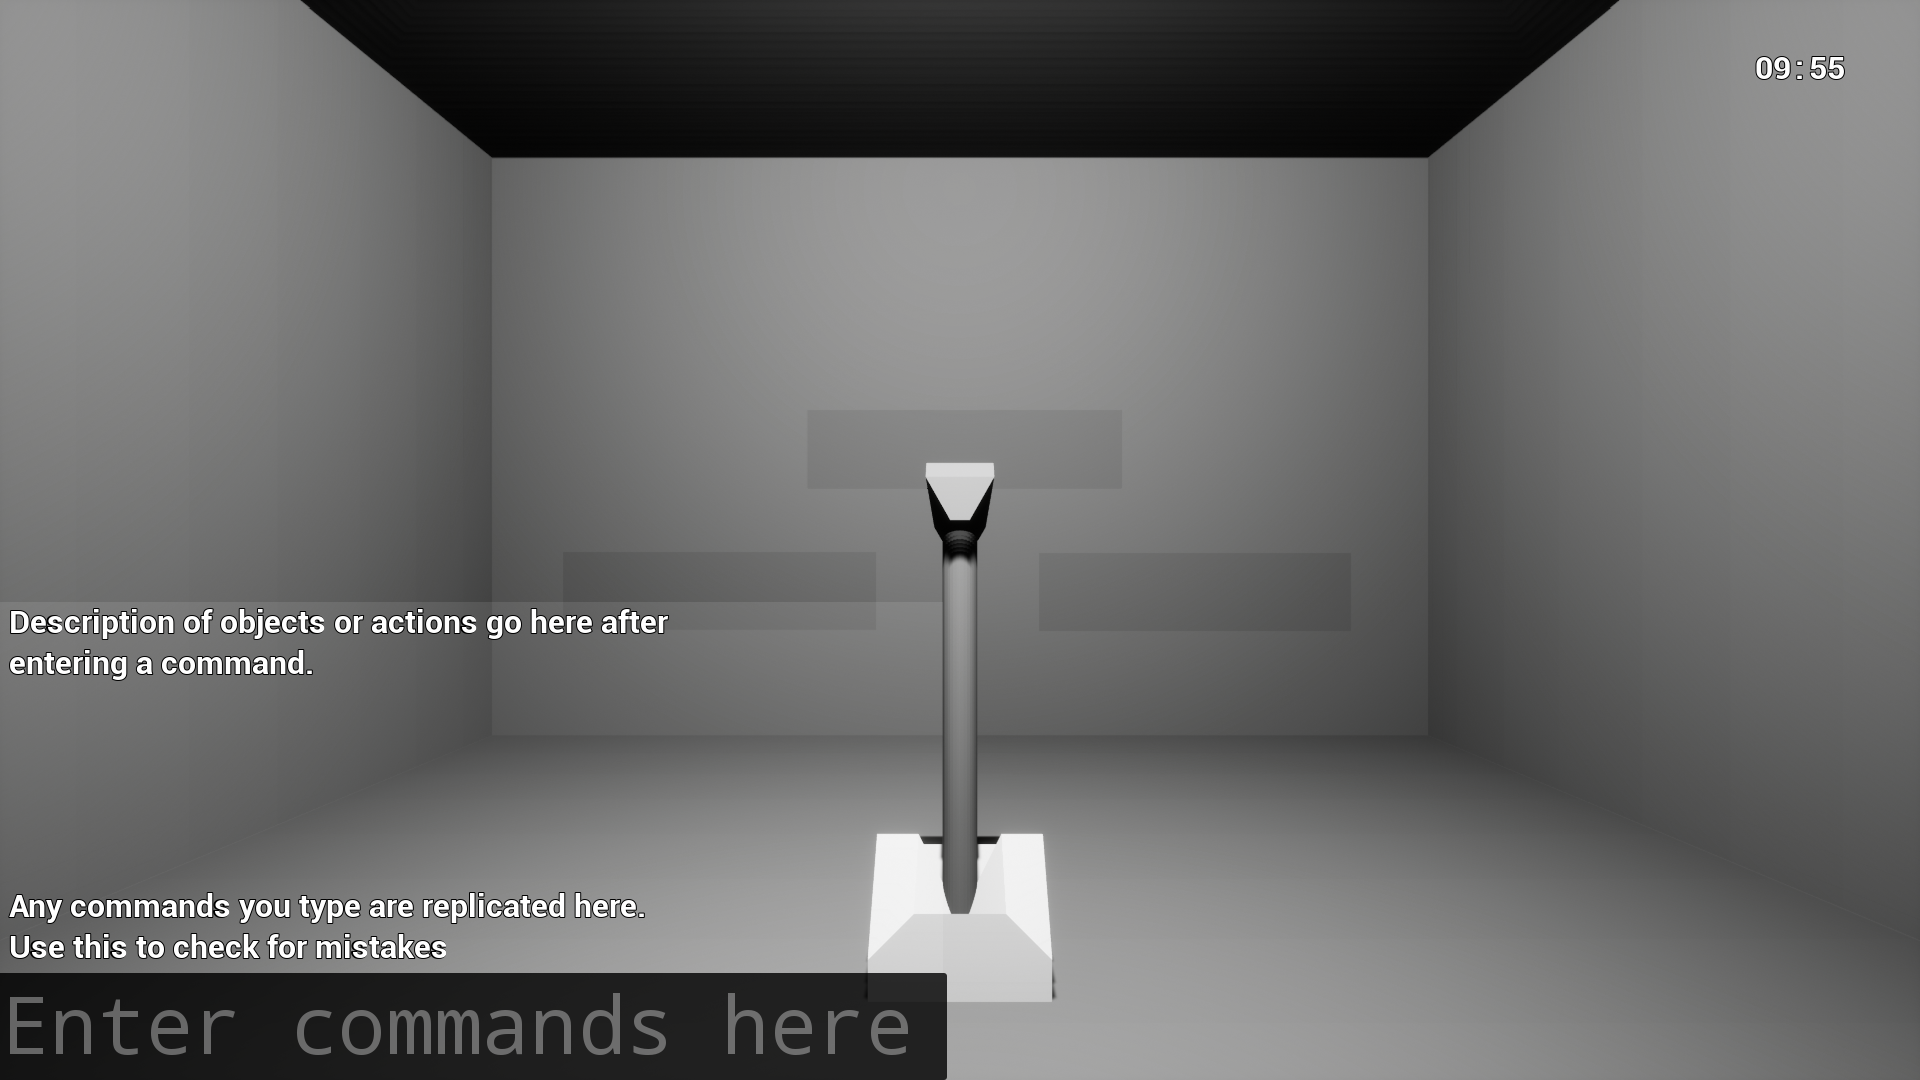 09:55
Description of objects or actions go here after
entering a command.
Any commands you type are replicated here.
Use this to check for mistakes
Enter commands here